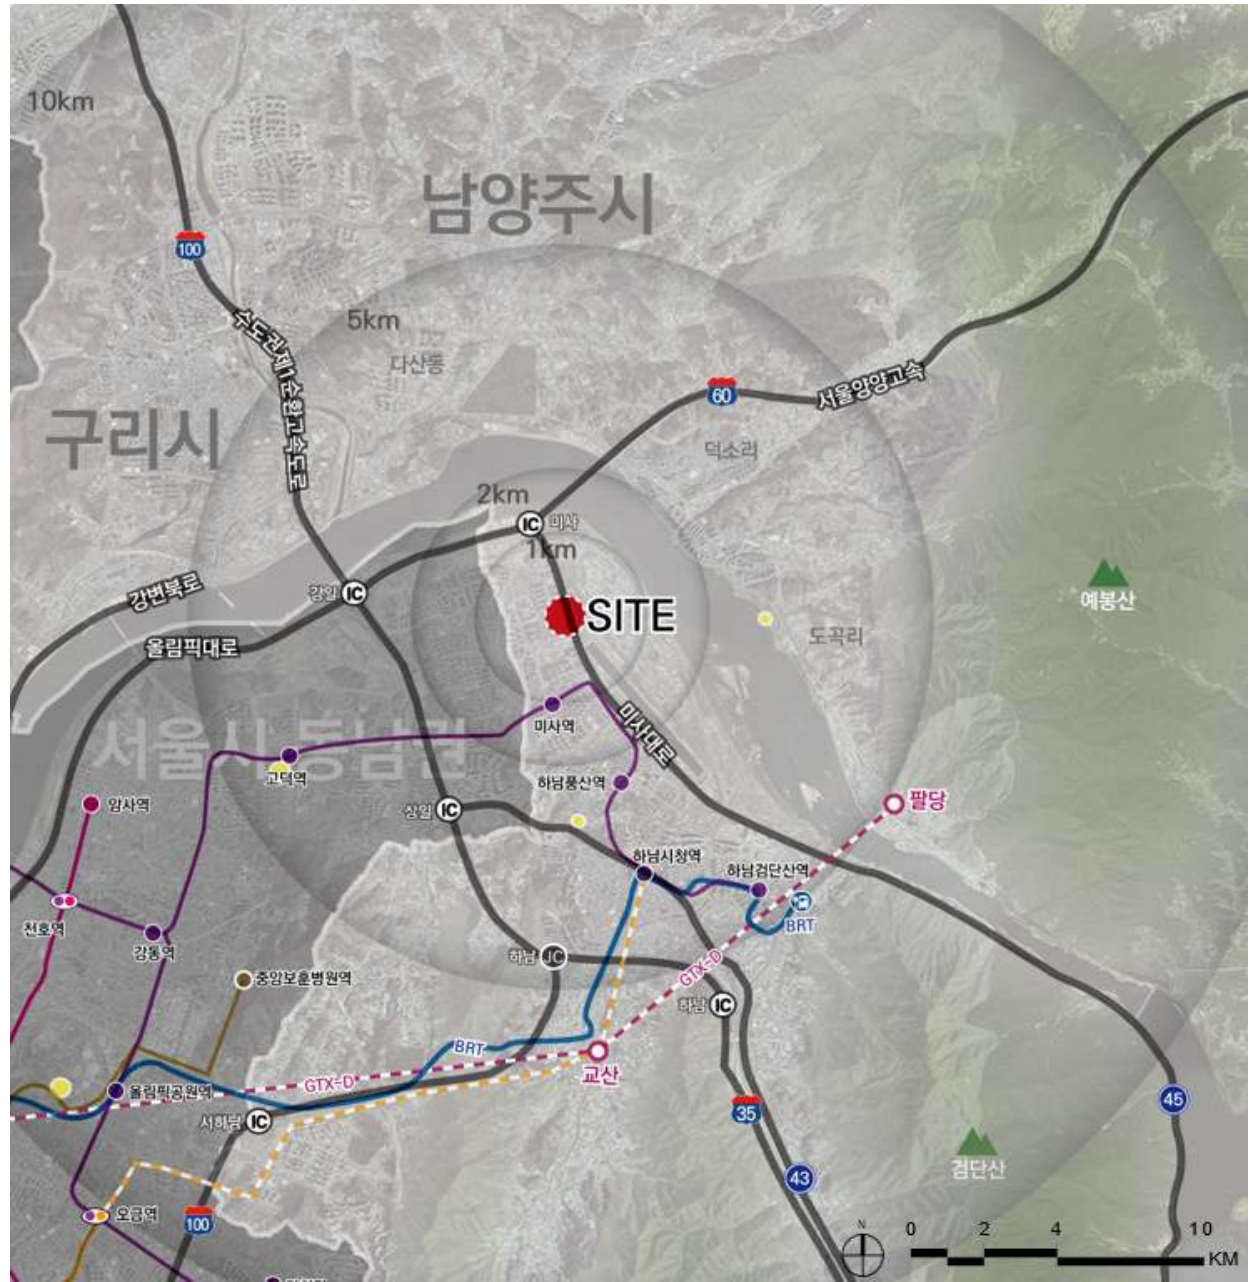 10km
남양주시
100
수도권제1순환고속도로
5km
다산동
60
서울양양고속
구리시
덕소리
2km
IC 미사
1km
강변북로
강일 IC
SITE
예봉산
올림픽대로
도곡리
서울시 동남권
미사역
미사대로
고덕역
하남풍산역
암사역
상일 IC
팔당
하남시청역
하남검단산역
천호역
강동역
BRT
하남 JC
중앙보훈병원역
GTX-D
하남 IC
BRT
교산
GTX-D
올림픽공원역
서하남 IC
35
45
검단산
43
오금역
100
N
0 2 4 10
KM